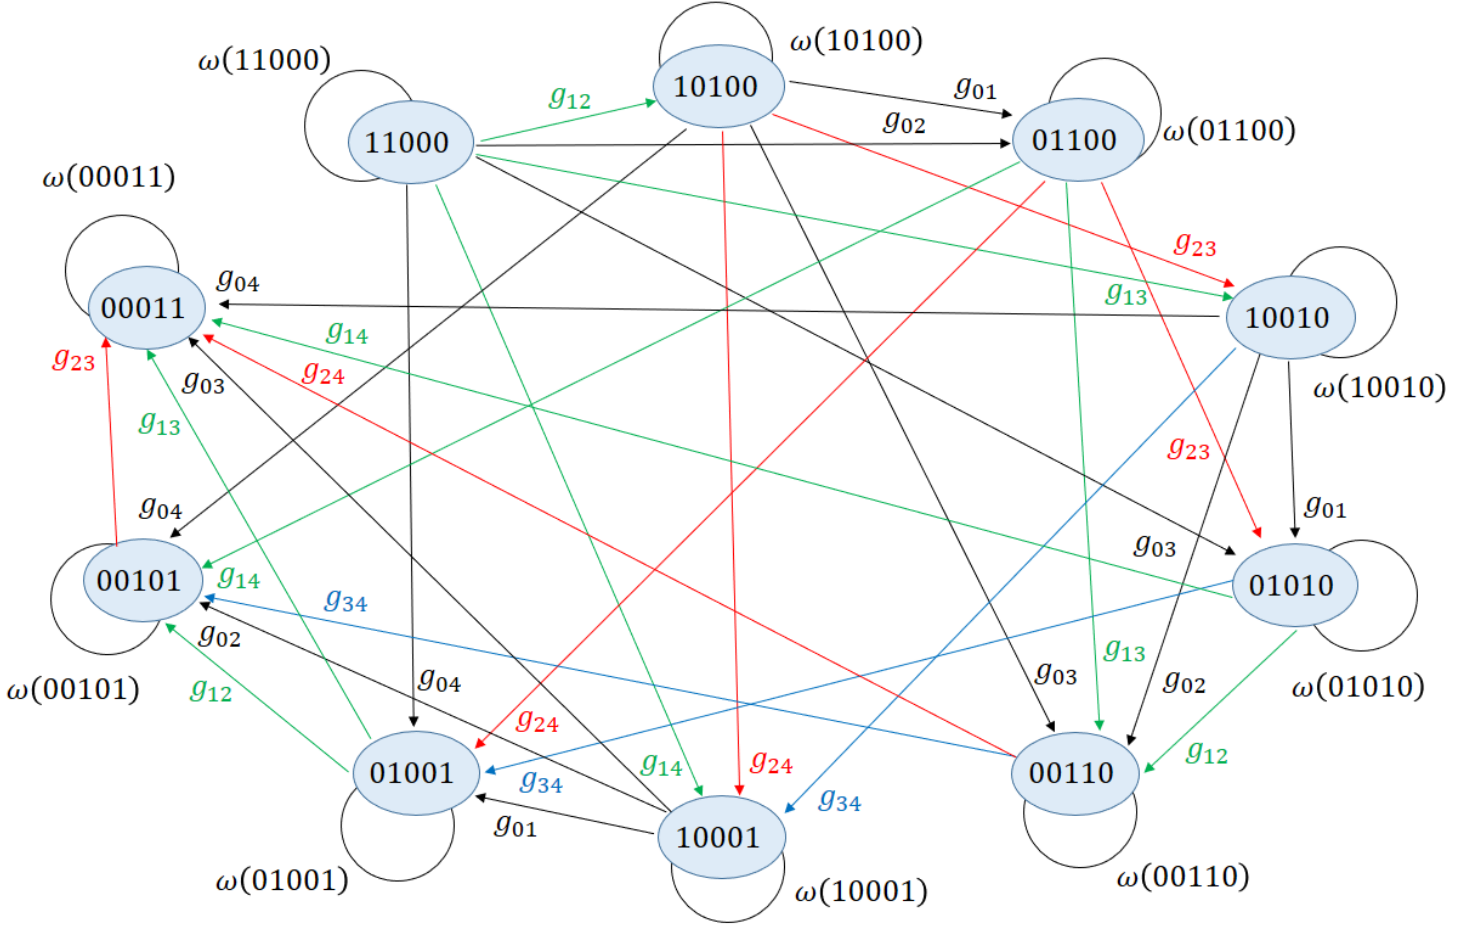 ω(10100)
ω(11000)
10100
g₀₁
g₁₂
g₀₂
11000
01100
ω(01100)
ω(00011)
g₂₃
g₀₄
g₁₃
00011
10010
g₁₄
g₂₃
g₂₄
g₀₃
ω(10010)
g₁₃
g₂₃
g₀₄
g₀₁
g₀₃
00101
g₁₄
01010
g₃₄
g₀₂
g₁₃
ω(00101)
g₁₂
g₀₄
g₀₃
g₀₂
ω(01010)
g₂₄
g₁₂
01001
g₃₄
g₁₄
g₂₄
00110
g₃₄
g₀₁
10001
ω(01001)
ω(10001)
ω(00110)